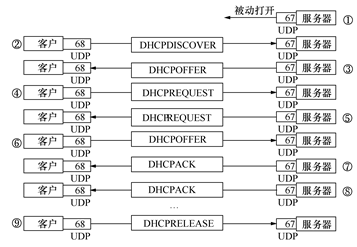 被动打开 67 服务器 ①
UDP
② 客户 68 DHCPDISCOVER 67 服务器
UDP UDP
客户 68 DHCPOFFER 67 服务器 ③
UDP UDP
④ 客户 68 DHCPREQUEST 67 服务器
UDP UDP
客户 68 DHCPREQUEST 67 服务器 ⑤
UDP UDP
⑥ 客户 68 DHCPOFFER 67 服务器
UDP UDP
客户 68 DHCPACK 67 服务器 ⑦
UDP UDP
客户 68 DHCPACK 67 服务器 ⑧
UDP UDP
…
⑨ 客户 68 DHCPRELEASE 67 服务器
UDP UDP